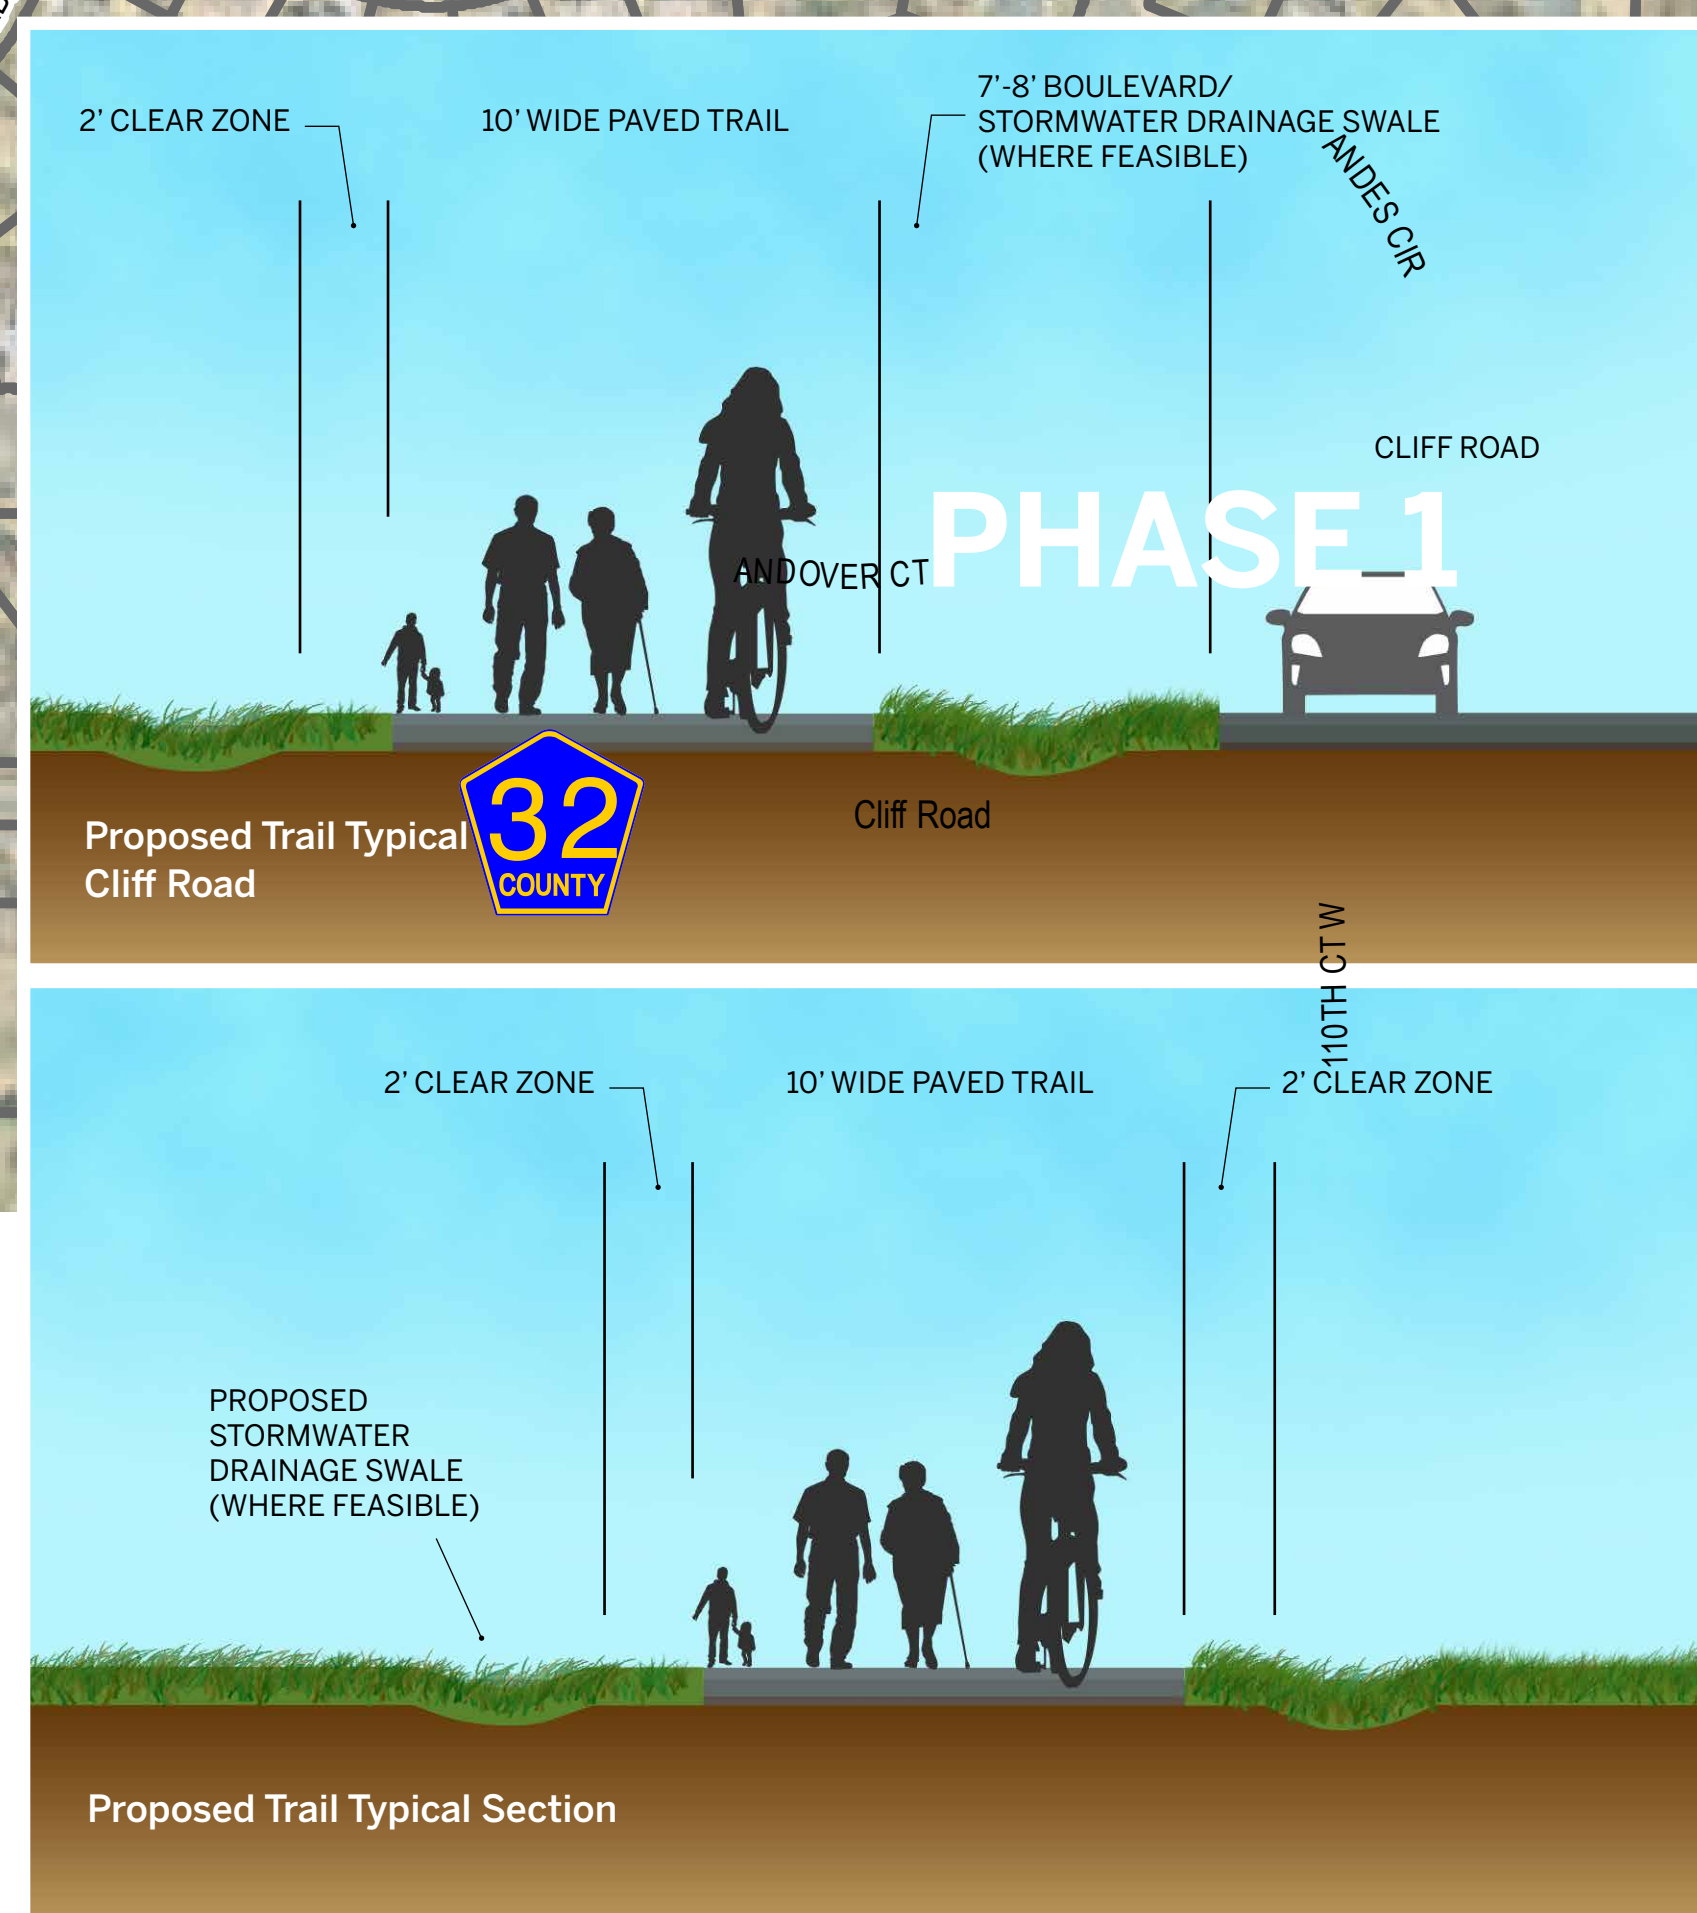 2’ CLEAR ZONE
10’ WIDE PAVED TRAIL
7’-8’ BOULEVARD/
STORMWATER DRAINAGE SWALE
(WHERE FEASIBLE)
ANDES CIR
CLIFF ROAD
PHASE 1
ANDOVER CT
Cliff Road
Proposed Trail Typical
Cliff Road
32
COUNTY
110TH CT W
2’ CLEAR ZONE
10’ WIDE PAVED TRAIL
2’ CLEAR ZONE
PROPOSED
STORMWATER
DRAINAGE SWALE
(WHERE FEASIBLE)
Proposed Trail Typical Section